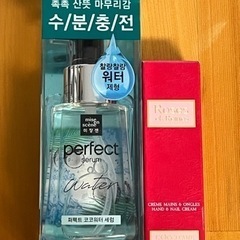 촉촉 산뜻 마무리감
수/분/충/전
찰랑찰랑
워터
제형
mise
en
scène
미쟝센
perfect
serum
Water
퍼펙트 코코워터 세럼
CRÈME MAINS & ONGLES
HAND & NAIL CREAM